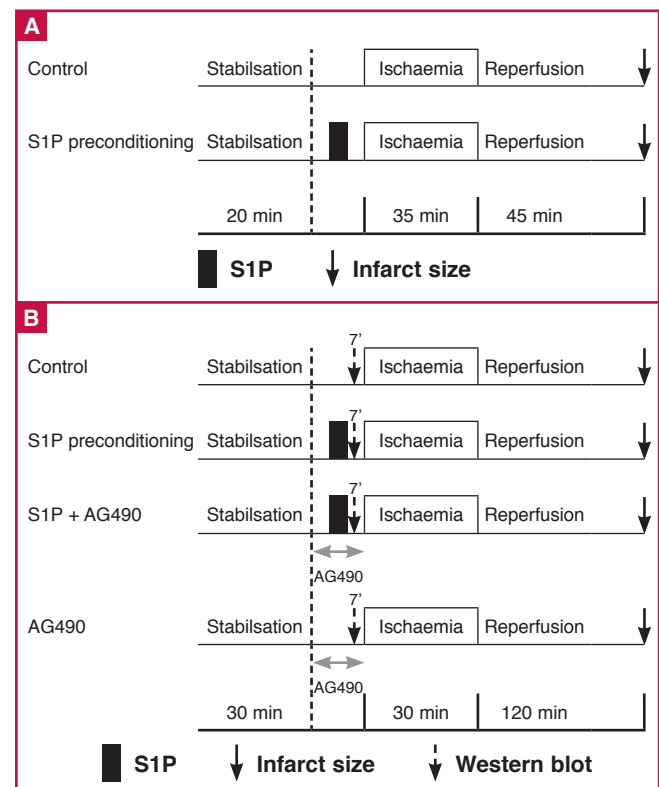 A
Control Stabilsation Ischaemia Reperfusion
S1P preconditioning Stabilsation Ischaemia Reperfusion
20 min 35 min 45 min
S1P Infarct size
B
7’
Control Stabilsation Ischaemia Reperfusion
7’
S1P preconditioning Stabilsation Ischaemia Reperfusion
7’
S1P + AG490 Stabilsation Ischaemia Reperfusion
AG490
7’
AG490 Stabilsation Ischaemia Reperfusion
AG490
30 min 30 min 120 min
S1P Infarct size Western blot